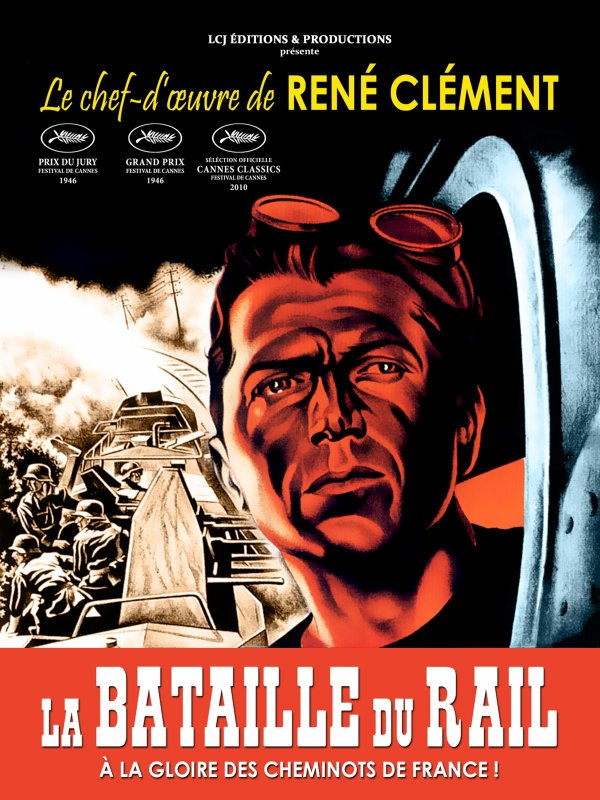 LCJ ÉDITIONS & PRODUCTIONS
présente
Le chef-d'œuvre de RENÉ CLÉMENT
PRIX DU JURY
FESTIVAL DE CANNES
1946
GRAND PRIX
FESTIVAL DE CANNES
1946
SÉLECTION OFFICIELLE
CANNES CLASSICS
FESTIVAL DE CANNES
2010
LA BATAILLE DU RAIL
À LA GLOIRE DES CHEMINOTS DE FRANCE !